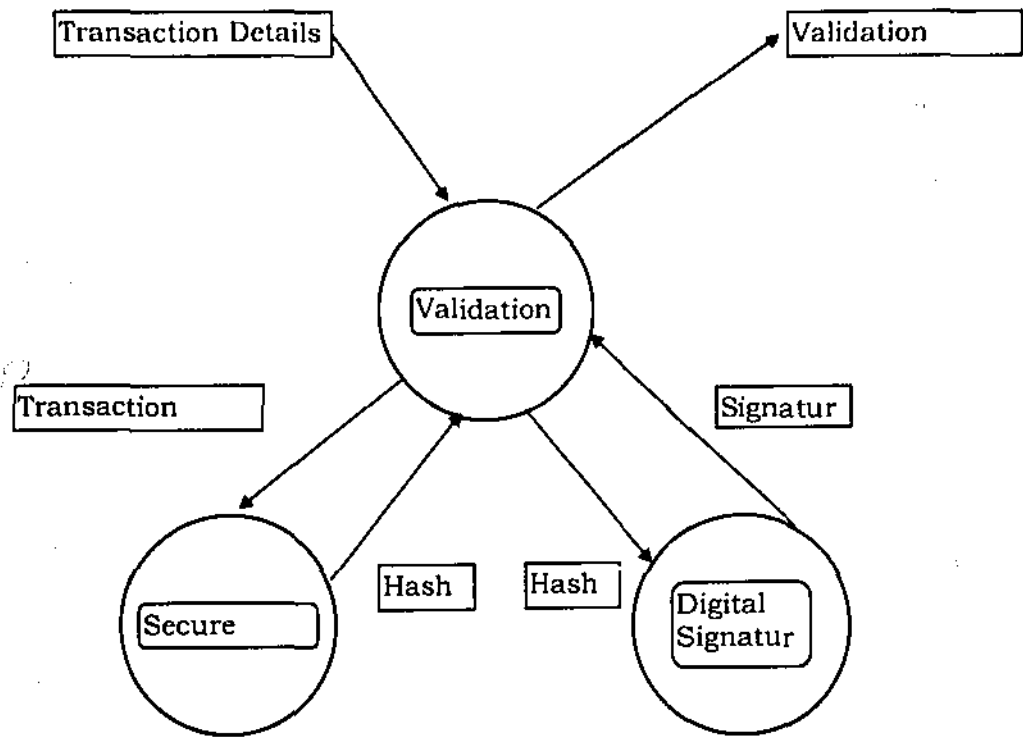 Transaction Details
Validation
Validation
Transaction
Signatur
Hash
Hash
Secure
Digital
Signatur